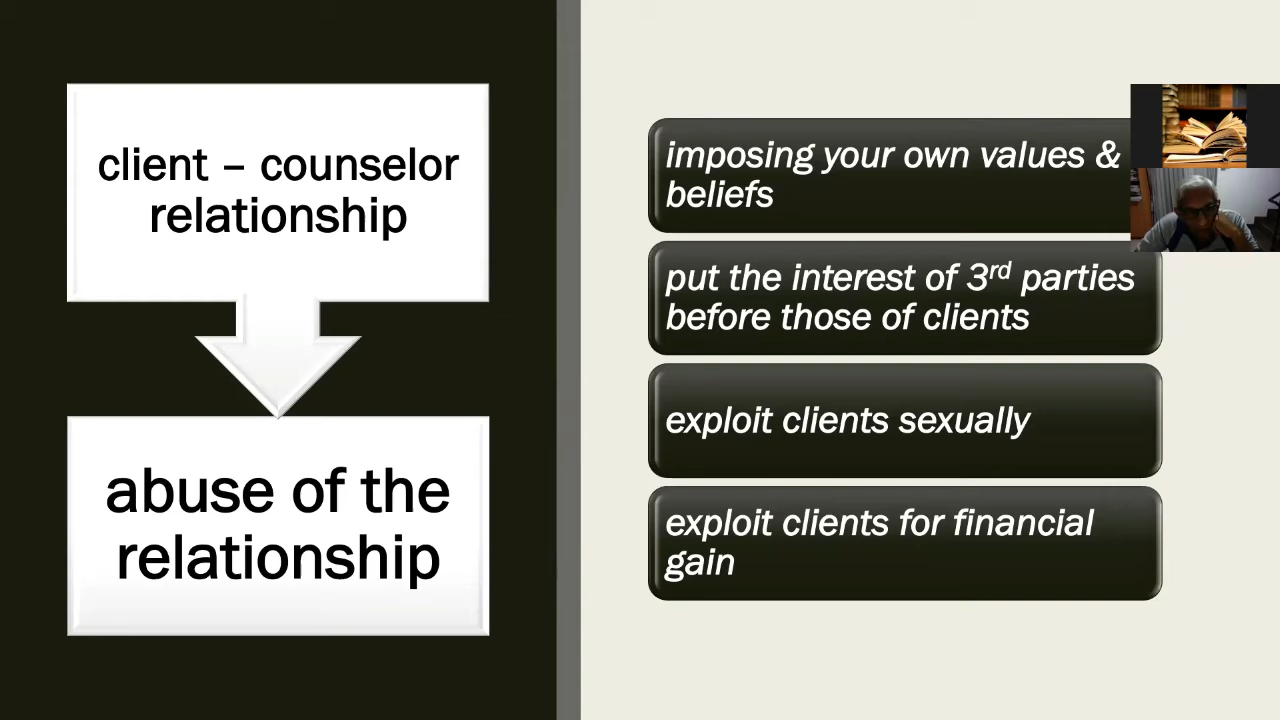 client – counselor
relationship
abuse of the
relationship
imposing your own values &
beliefs
put the interest of 3rd parties
before those of clients
exploit clients sexually
exploit clients for financial
gain